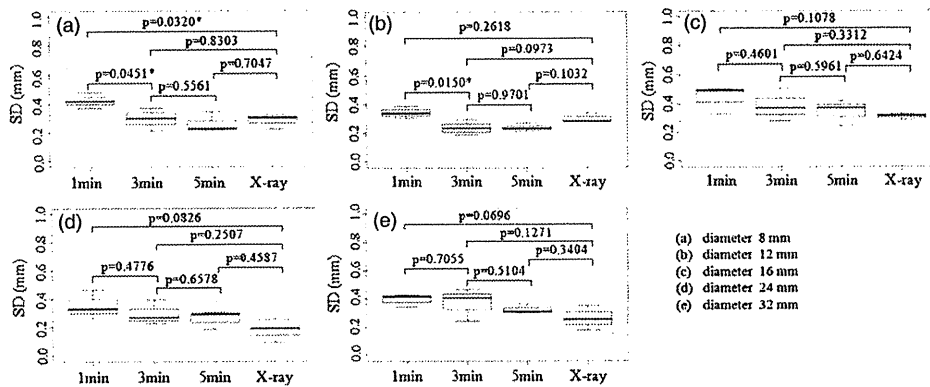 (a)
p=0.0320*
p=0.8303
p=0.0451*
p=0.7047
p=0.5561
SD (mm)
0.0 0.2 0.4 0.6 0.8 1.0
1min 3min 5min X-ray
(b)
p=0.2618
p=0.0973
p=0.0150*
p=0.1032
p=0.9701
SD (mm)
0.0 0.2 0.4 0.6 0.8 1.0
1min 3min 5min X-ray
(c)
p=0.1078
p=0.3312
p=0.4601
p=0.6424
p=0.5961
SD (mm)
0.0 0.2 0.4 0.6 0.8 1.0
1min 3min 5min X-ray
(d)
p=0.0826
p=0.2507
p=0.4776
p=0.4587
p=0.6578
SD (mm)
0.0 0.2 0.4 0.6 0.8 1.0
1min 3min 5min X-ray
(e)
p=0.0696
p=0.1271
p=0.7055
p=0.3404
p=0.5104
SD (mm)
0.0 0.2 0.4 0.6 0.8 1.0
1min 3min 5min X-ray
(a) diameter 8 mm
(b) diameter 12 mm
(c) diameter 16 mm
(d) diameter 24 mm
(e) diameter 32 mm